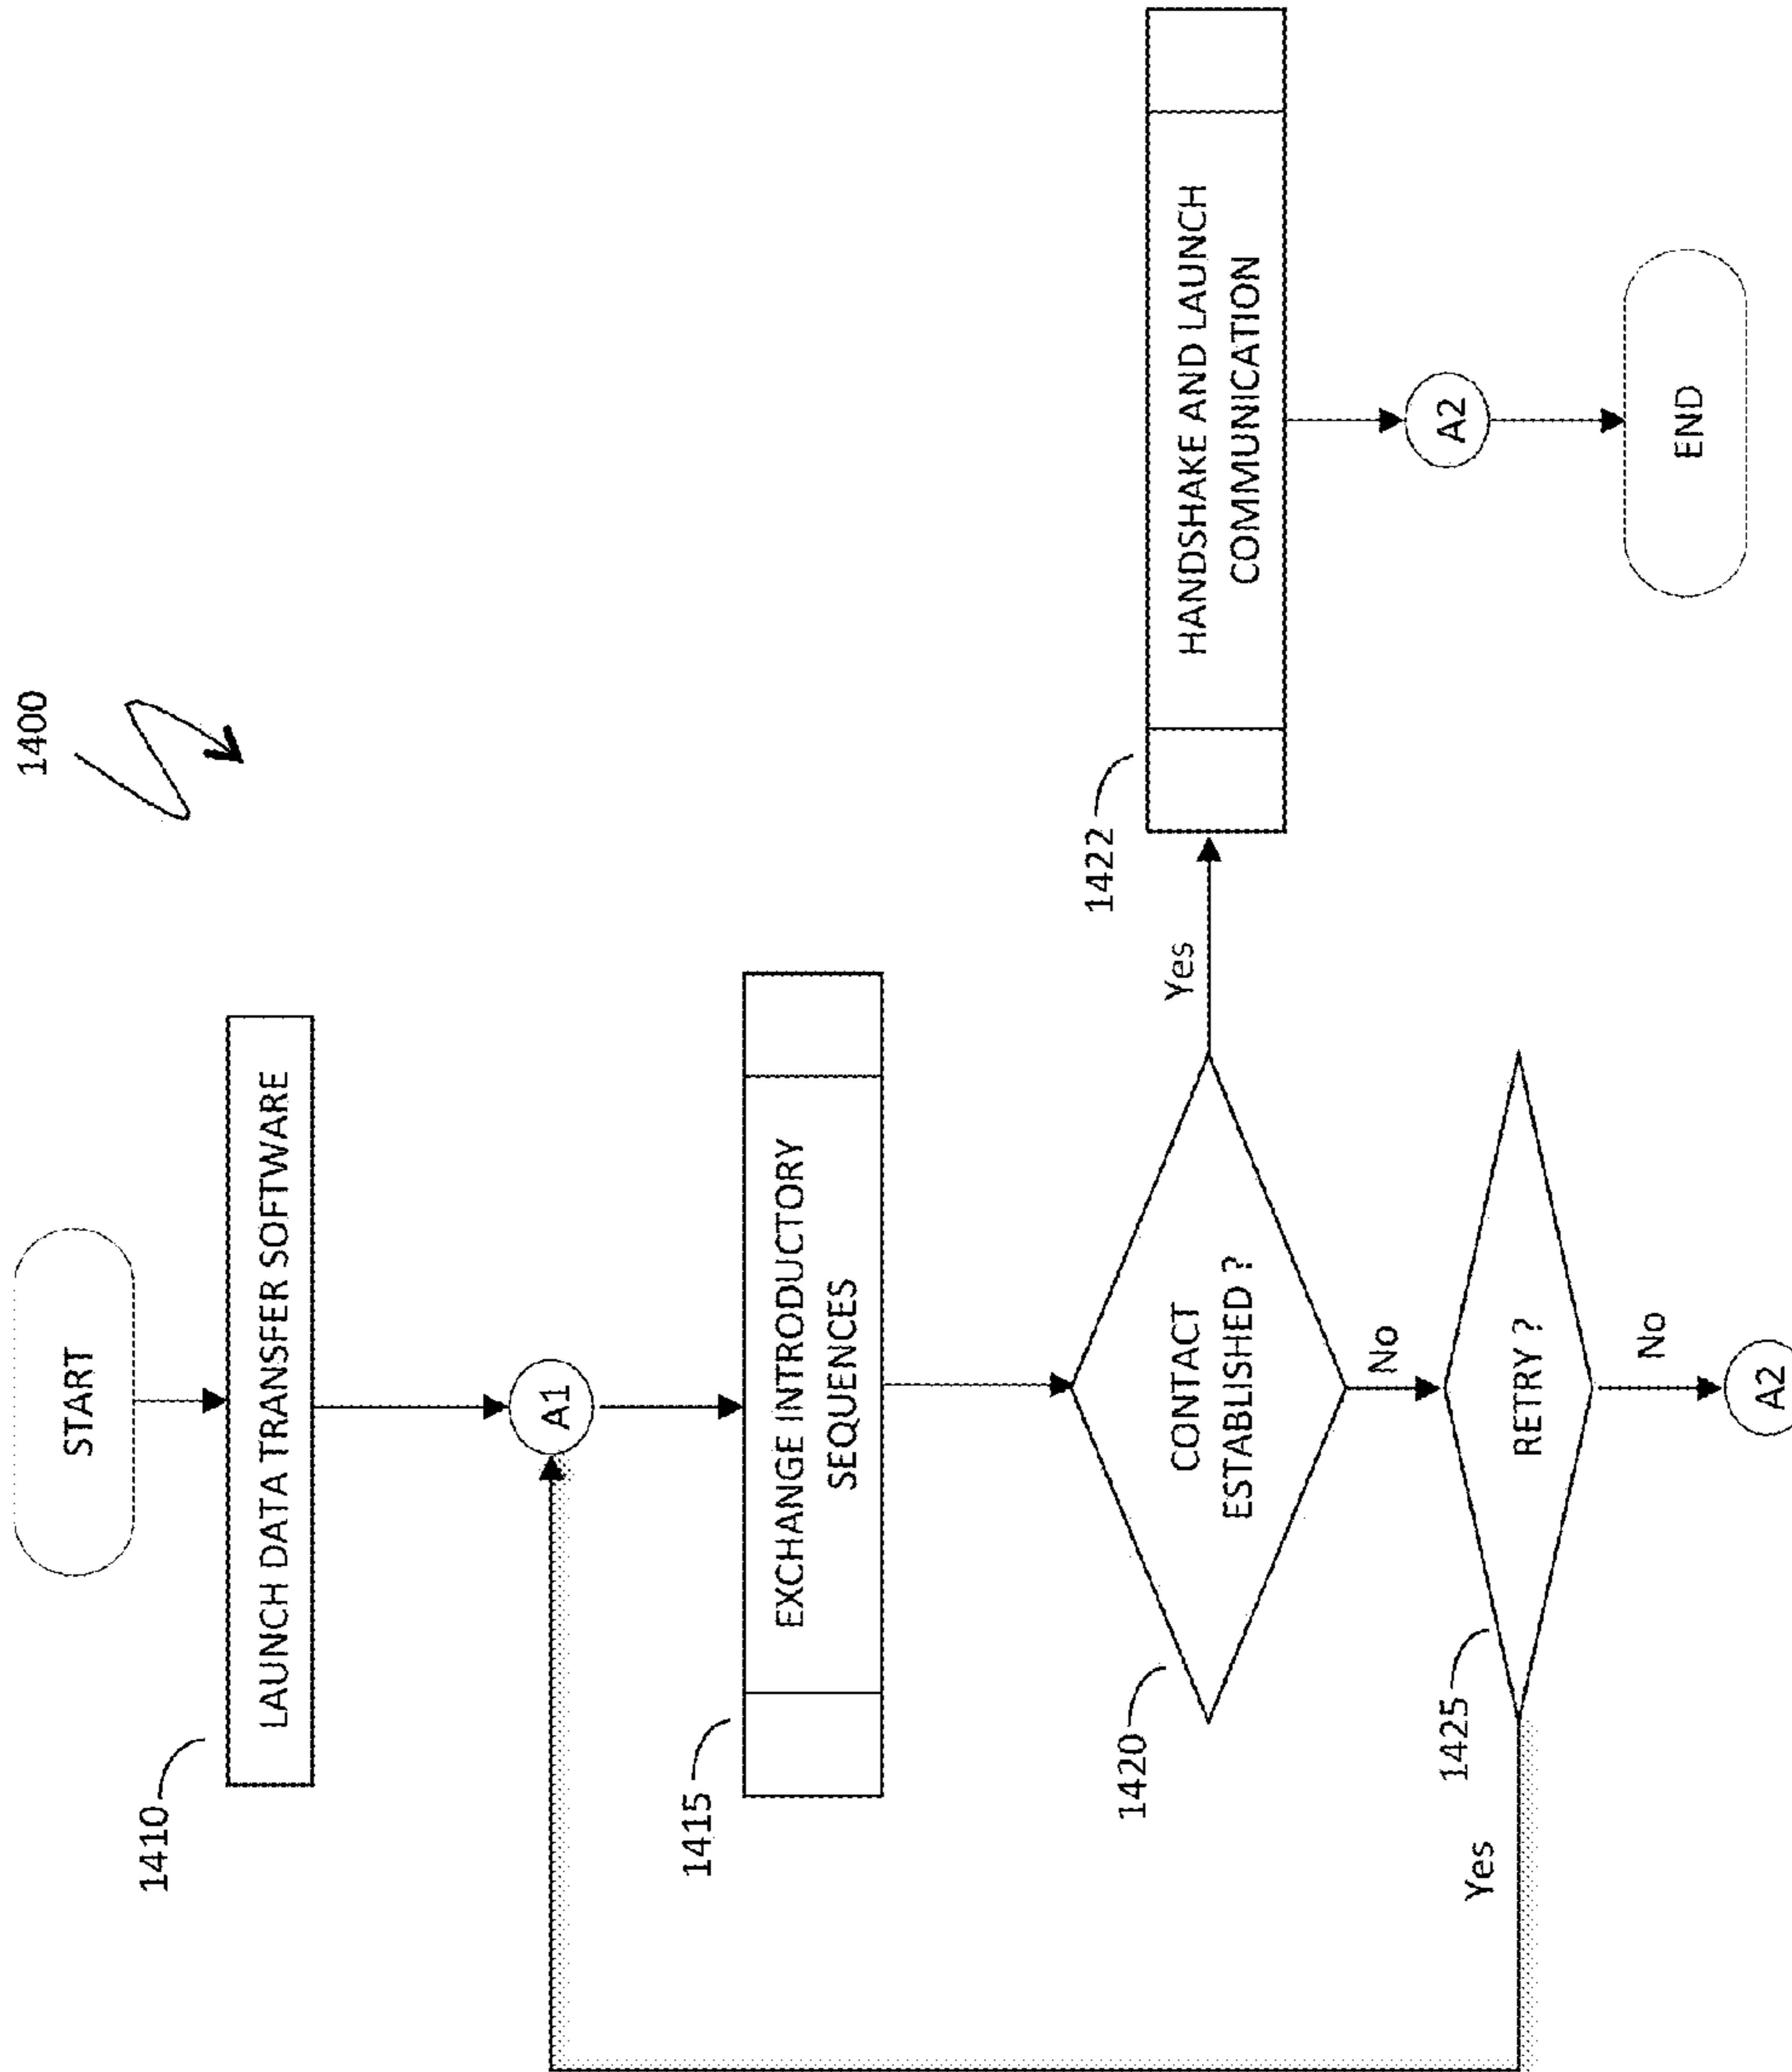 1400
START
1410
LAUNCH DATA TRANSFER SOFTWARE
A1
1415
EXCHANGE INTRODUCTORY
SEQUENCES
1420
CONTACT
ESTABLISHED ?
Yes
1422
HANDSHAKE AND LAUNCH
COMMUNICATION
A2
END
No
1425
RETRY ?
Yes
No
A2